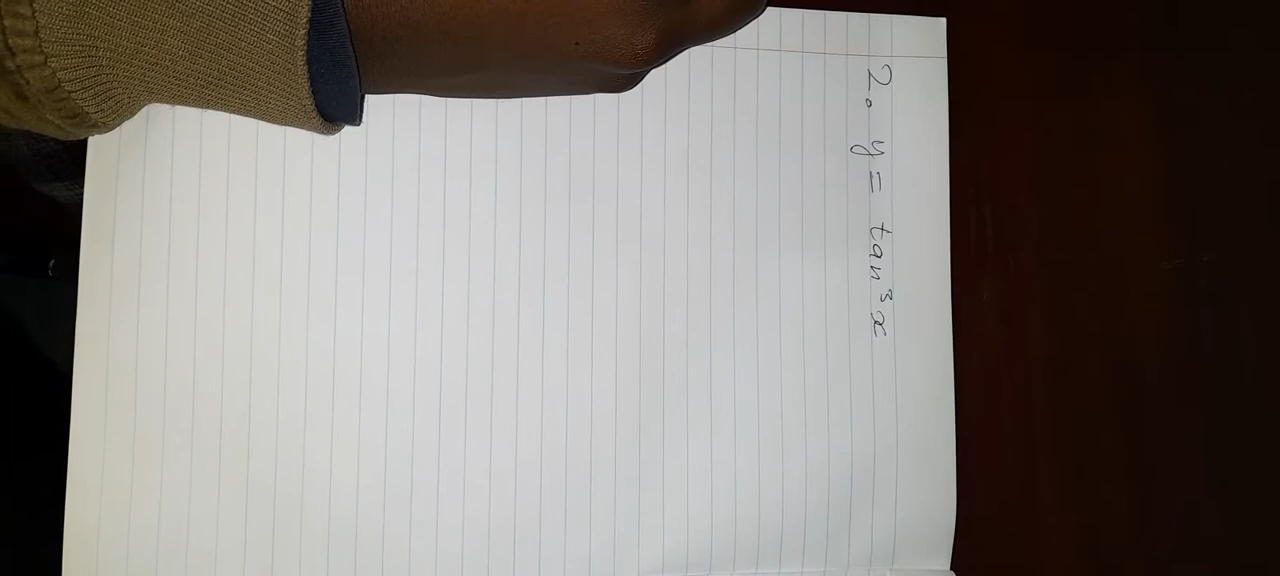 2. y = tan³x